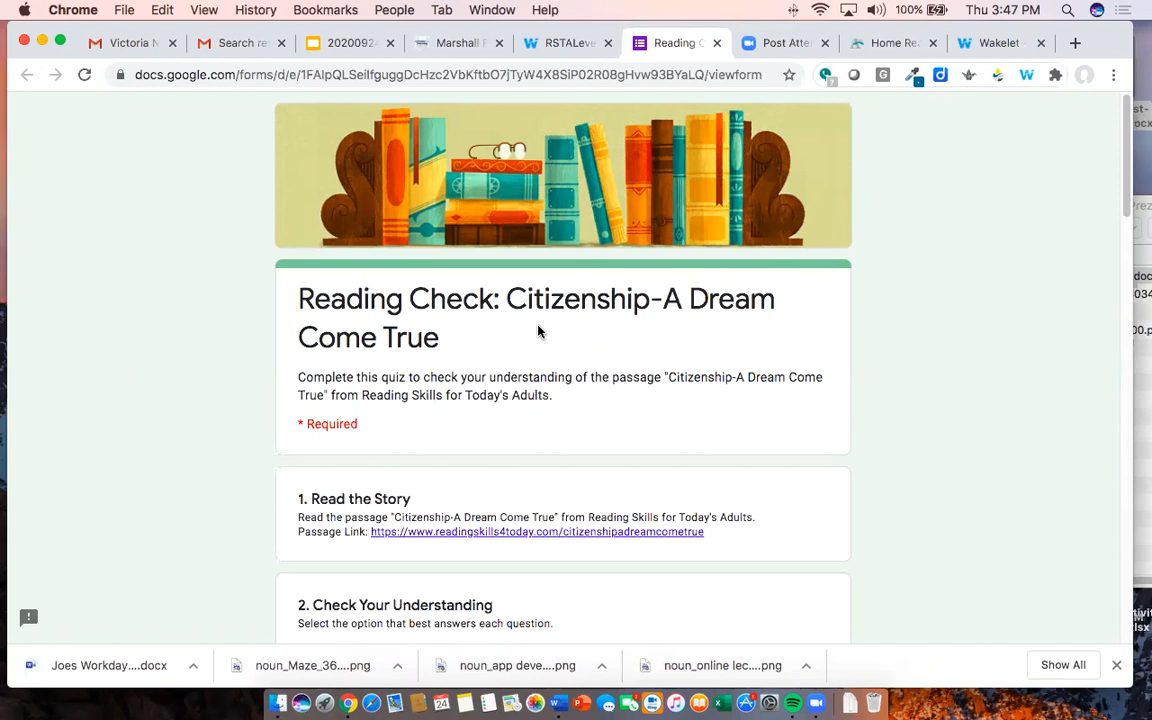 Chrome File Edit View History Bookmarks People Tab Window Help 100% Thu 3:47 PM
Victoria N Search re 2020092 Marshall P RSTALeve Reading C Post Atte Home Rea Wakelet
docs.google.com/forms/d/e/1FAIpQLSeilfguggDcHzc2VbKftbO7jTyW4X8SiP02R08gHvw93BYaLQ/viewform
Reading Check: Citizenship-A Dream
Come True
Complete this quiz to check your understanding of the passage "Citizenship-A Dream Come
True" from Reading Skills for Today's Adults.
* Required
1. Read the Story
Read the passage "Citizenship-A Dream Come True" from Reading Skills for Today's Adults.
Passage Link: https://www.readingskills4today.com/citizenshipadreamcometrue
2. Check Your Understanding
Select the option that best answers each question.
Joes Workday....docx noun_Maze_36....png noun_app deve....png noun_online lec....png Show All